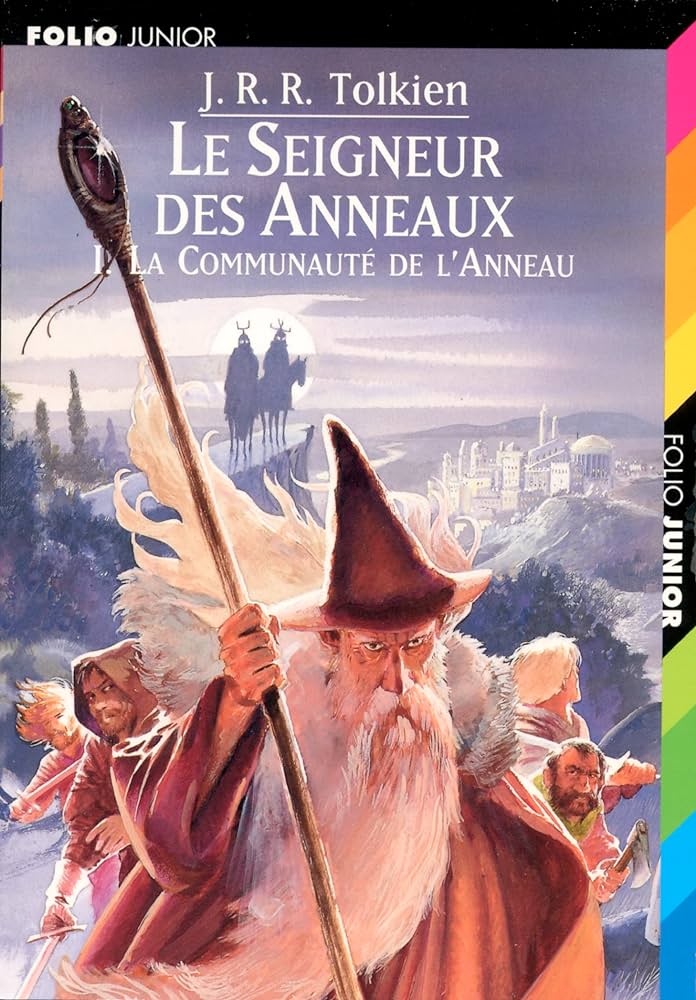 FOLIO JUNIOR
J. R. R. Tolkien
LE SEIGNEUR
DES ANNEAUX
I. LA COMMUNAUTÉ DE L'ANNEAU
FOLIO JUNIOR